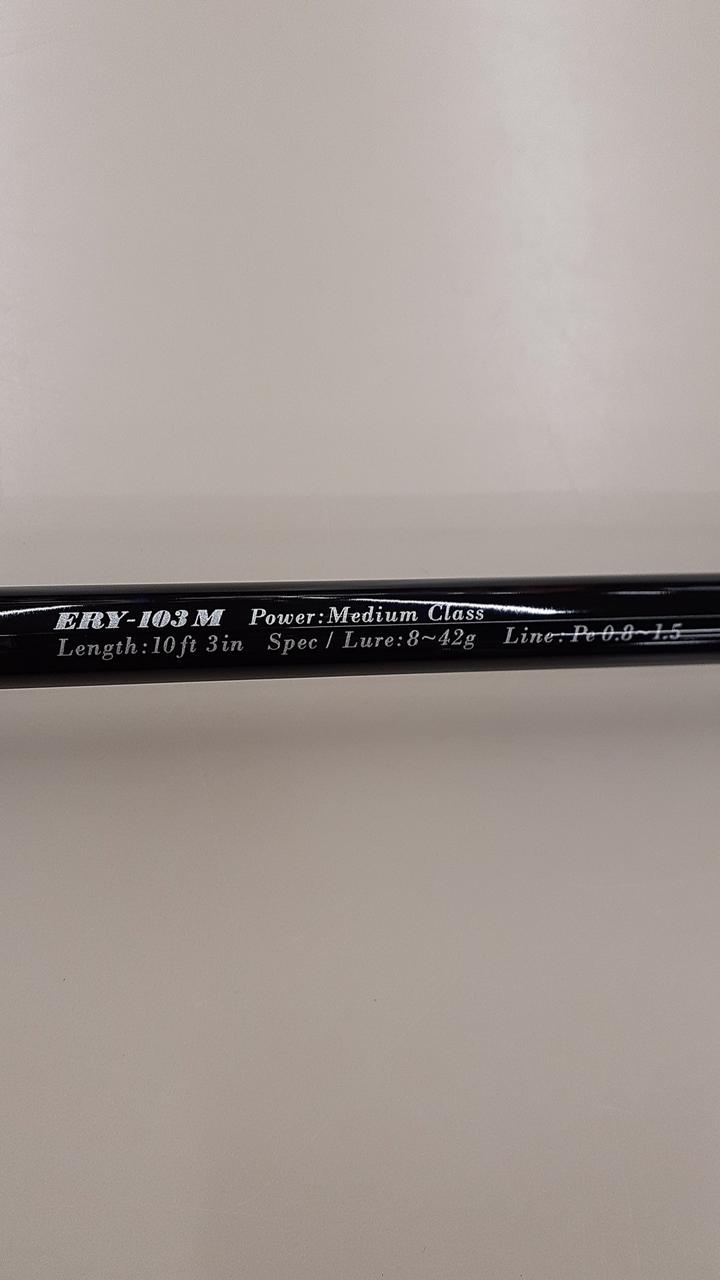 ERY-103M Power:Medium Class
Length:10ft 3in Spec / Lure:8~42g Line: Pe 0.8~1.5